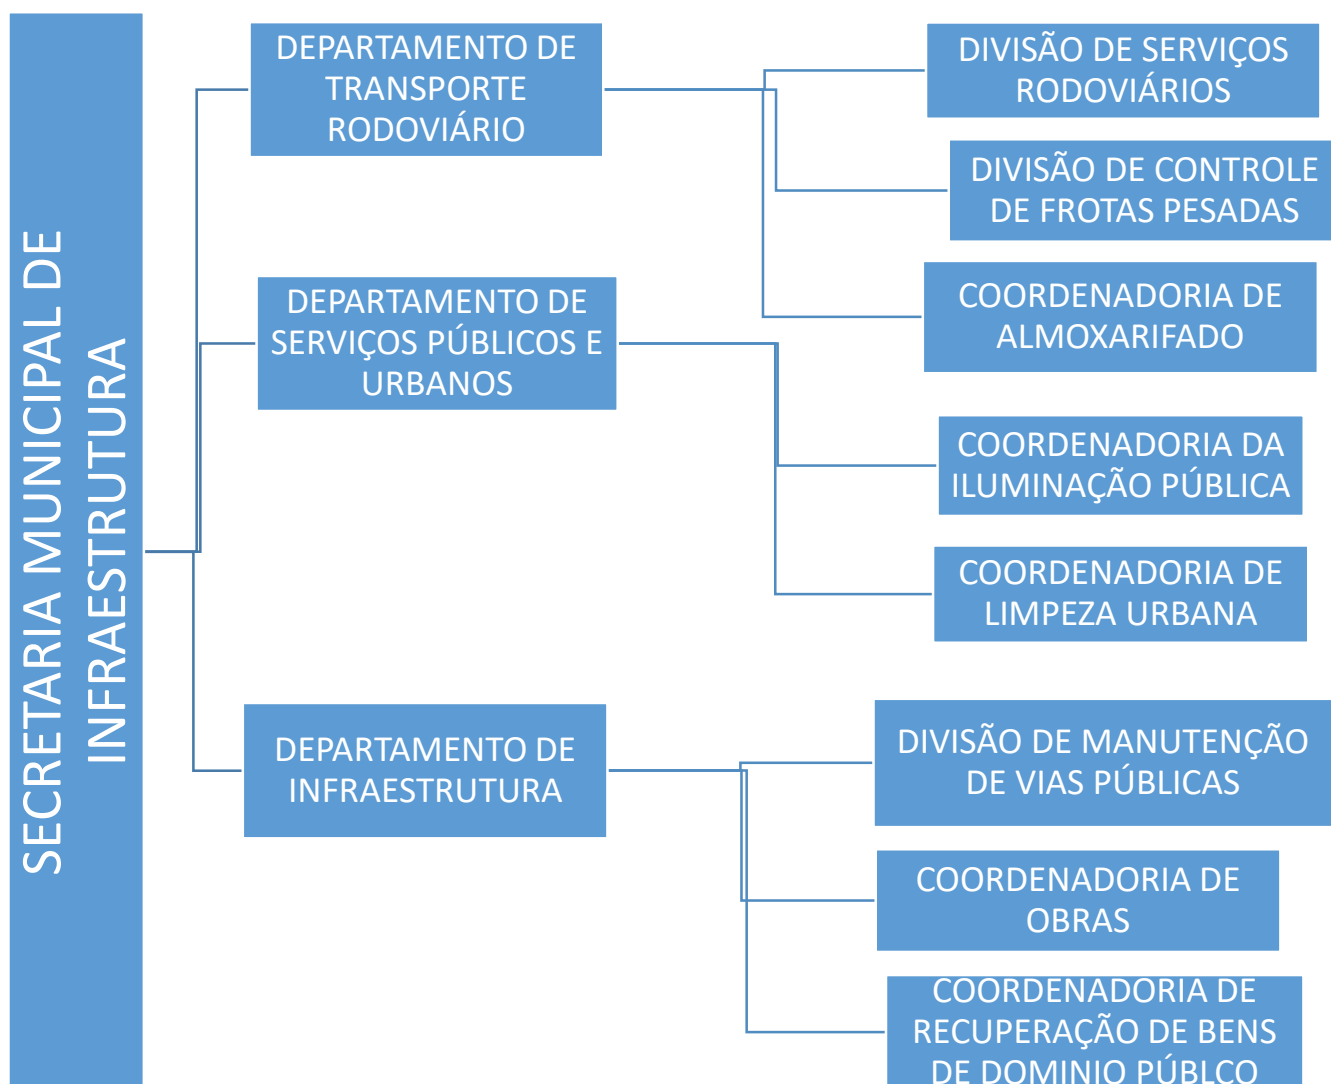 SECRETARIA MUNICIPAL DE
INFRAESTRUTURA
DEPARTAMENTO DE
TRANSPORTE
RODOVIÁRIO
DIVISÃO DE SERVIÇOS
RODOVIÁRIOS
DIVISÃO DE CONTROLE
DE FROTAS PESADAS
COORDENADORIA DE
ALMOXARIFADO
DEPARTAMENTO DE
SERVIÇOS PÚBLICOS E
URBANOS
COORDENADORIA DA
ILUMINAÇÃO PÚBLICA
COORDENADORIA DE
LIMPEZA URBANA
DEPARTAMENTO DE
INFRAESTRUTURA
DIVISÃO DE MANUTENÇÃO
DE VIAS PÚBLICAS
COORDENADORIA DE
OBRAS
COORDENADORIA DE
RECUPERAÇÃO DE BENS
DE DOMINIO PÚBLCO